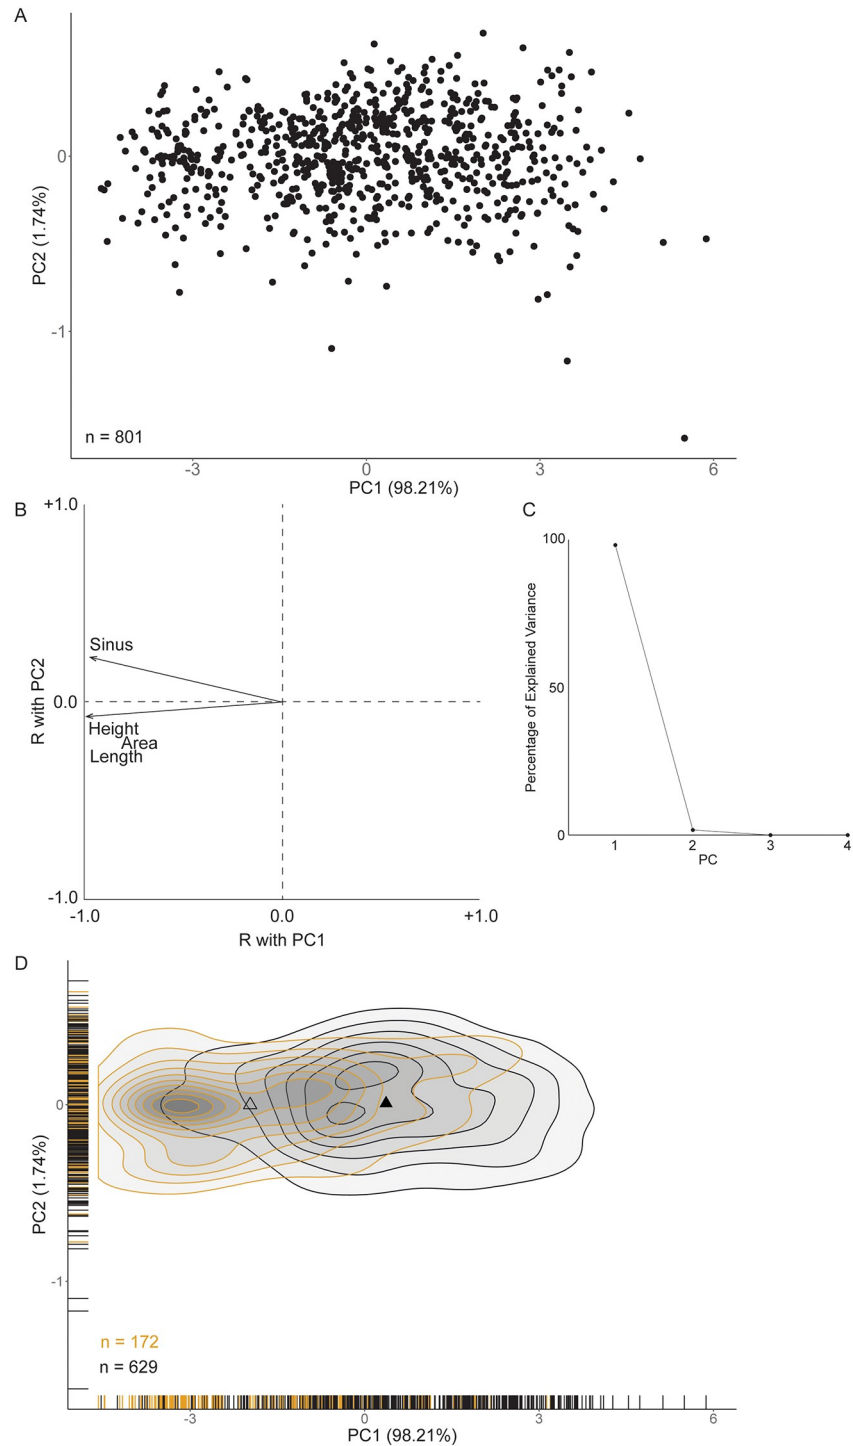 A
PC2 (1.74%)
0
-1
n = 801
-3
0
3
6
PC1 (98.21%)
B
+1.0
R with PC2
0.0
-1.0
Sinus
Height
Area
Length
-1.0
0.0
+1.0
R with PC1
C
Percentage of Explained Variance
100
50
0
1
2
3
4
PC
D
PC2 (1.74%)
0
-1
n = 172
n = 629
-3
0
3
6
PC1 (98.21%)